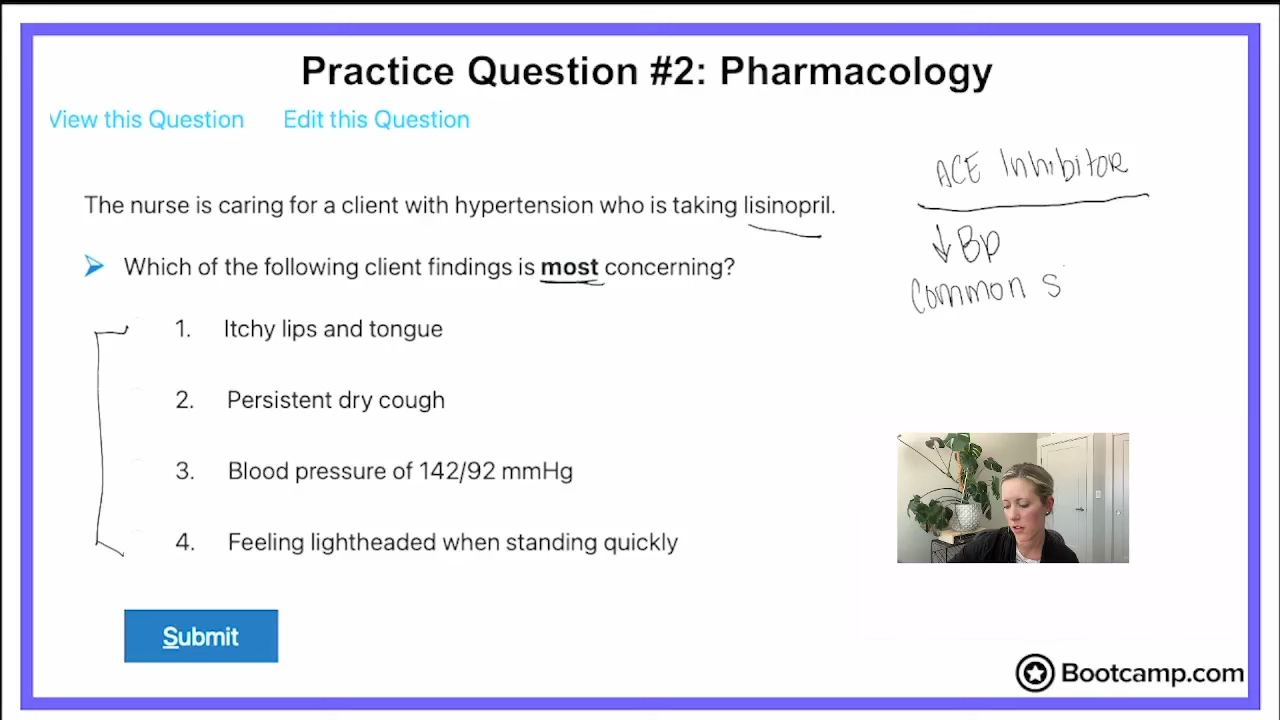 Practice Question #2: Pharmacology
View this Question Edit this Question
ACE Inhibitor
The nurse is caring for a client with hypertension who is taking lisinopril.
↓ Bp
Which of the following client findings is most concerning?
Common s
1. Itchy lips and tongue
2. Persistent dry cough
3. Blood pressure of 142/92 mmHg
4. Feeling lightheaded when standing quickly
Submit
Bootcamp.com